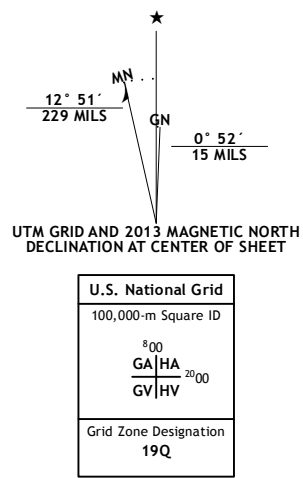 ★
MN
12° 51´
229 MILS
GN
0° 52´
15 MILS
UTM GRID AND 2013 MAGNETIC NORTH
DECLINATION AT CENTER OF SHEET
U.S. National Grid
100,000-m Square ID
⁸00
GA HA
²⁰00
GV HV
Grid Zone Designation
19Q